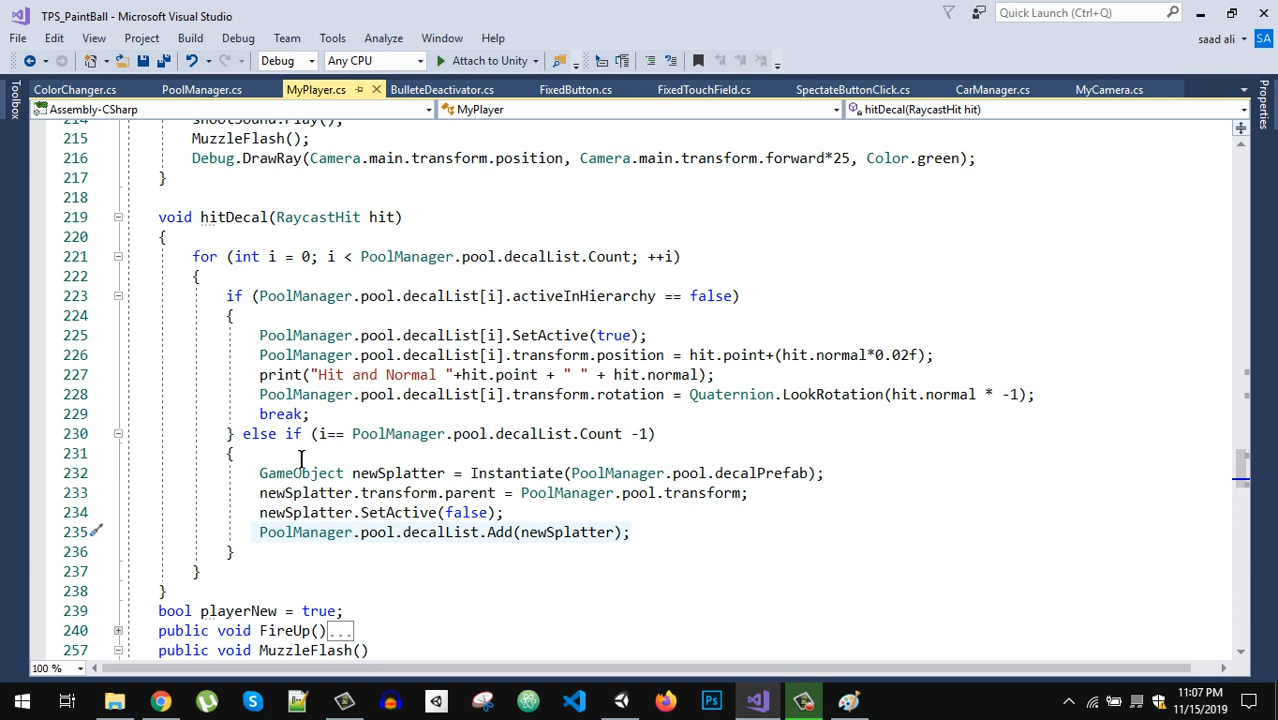 TPS_PaintBall - Microsoft Visual Studio
Quick Launch (Ctrl+Q)
File Edit View Project Build Debug Team Tools Analyze Window Help
saad ali SA
Debug Any CPU Attach to Unity
ColorChanger.cs PoolManager.cs MyPlayer.cs BulleteDeactivator.cs FixedButton.cs FixedTouchField.cs SpectateButtonClick.cs CarManager.cs MyCamera.cs
Toolbox
Properties
Assembly-CSharp MyPlayer hitDecal(RaycastHit hit)
214 shootSound.Play();
215 MuzzleFlash();
216 Debug.DrawRay(Camera.main.transform.position, Camera.main.transform.forward*25, Color.green);
217 }
218
219 void hitDecal(RaycastHit hit)
220 {
221 for (int i = 0; i < PoolManager.pool.decalList.Count; ++i)
222 {
223 if (PoolManager.pool.decalList[i].activeInHierarchy == false)
224 {
225 PoolManager.pool.decalList[i].SetActive(true);
226 PoolManager.pool.decalList[i].transform.position = hit.point+(hit.normal*0.02f);
227 print("Hit and Normal "+hit.point + " " + hit.normal);
228 PoolManager.pool.decalList[i].transform.rotation = Quaternion.LookRotation(hit.normal * -1);
229 break;
230 } else if (i== PoolManager.pool.decalList.Count -1)
231 {
232 GameObject newSplatter = Instantiate(PoolManager.pool.decalPrefab);
233 newSplatter.transform.parent = PoolManager.pool.transform;
234 newSplatter.SetActive(false);
235 PoolManager.pool.decalList.Add(newSplatter);
236 }
237 }
238 }
239 bool playerNew = true;
240 public void FireUp()...
257 public void MuzzleFlash()
100 %
11:07 PM
11/15/2019